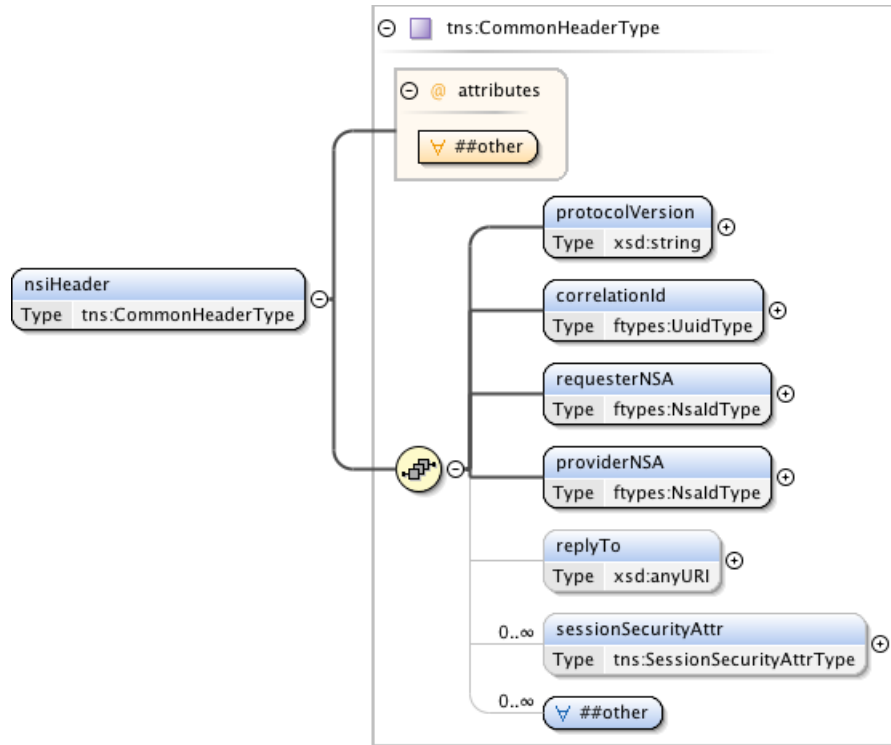 tns:CommonHeaderType
@ attributes
∀ ##other
protocolVersion
Type xsd:string
nsiHeader
Type tns:CommonHeaderType
correlationId
Type ftypes:UuidType
requesterNSA
Type ftypes:NsaIdType
providerNSA
Type ftypes:NsaIdType
replyTo
Type xsd:anyURI
0..∞
sessionSecurityAttr
Type tns:SessionSecurityAttrType
0..∞
∀ ##other